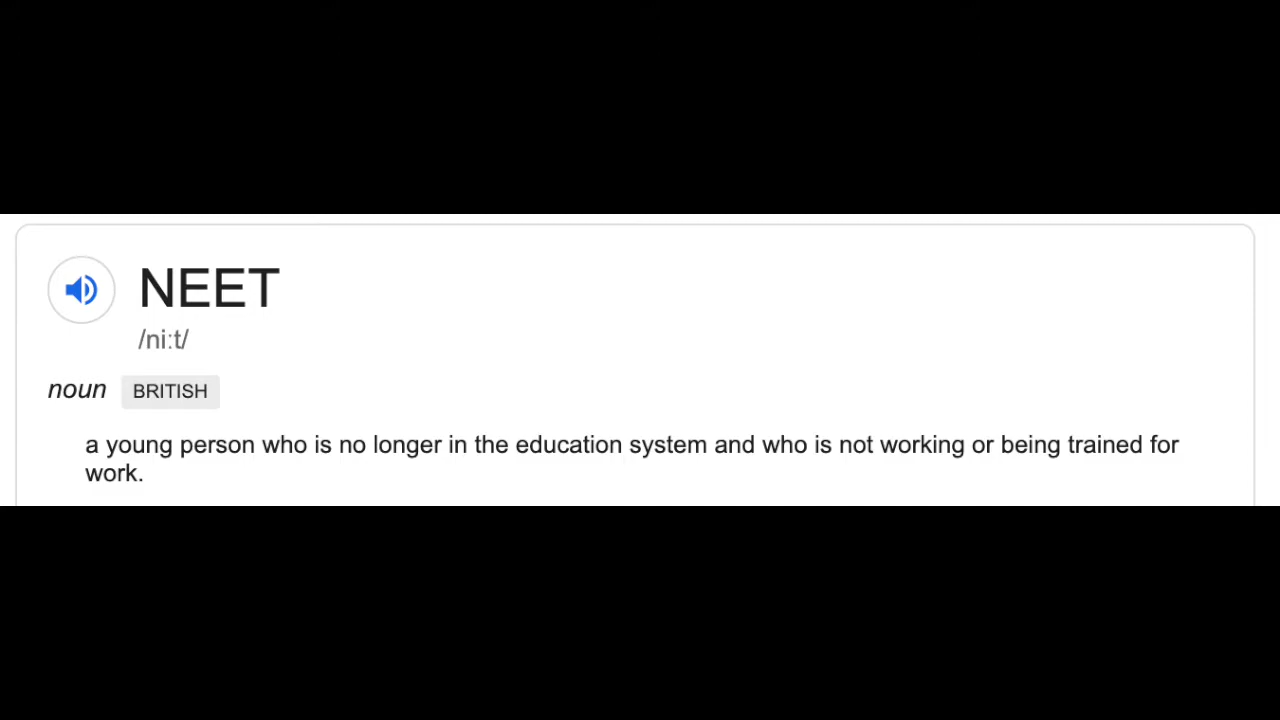 NEET
/niːt/
noun BRITISH
a young person who is no longer in the education system and who is not working or being trained for
work.